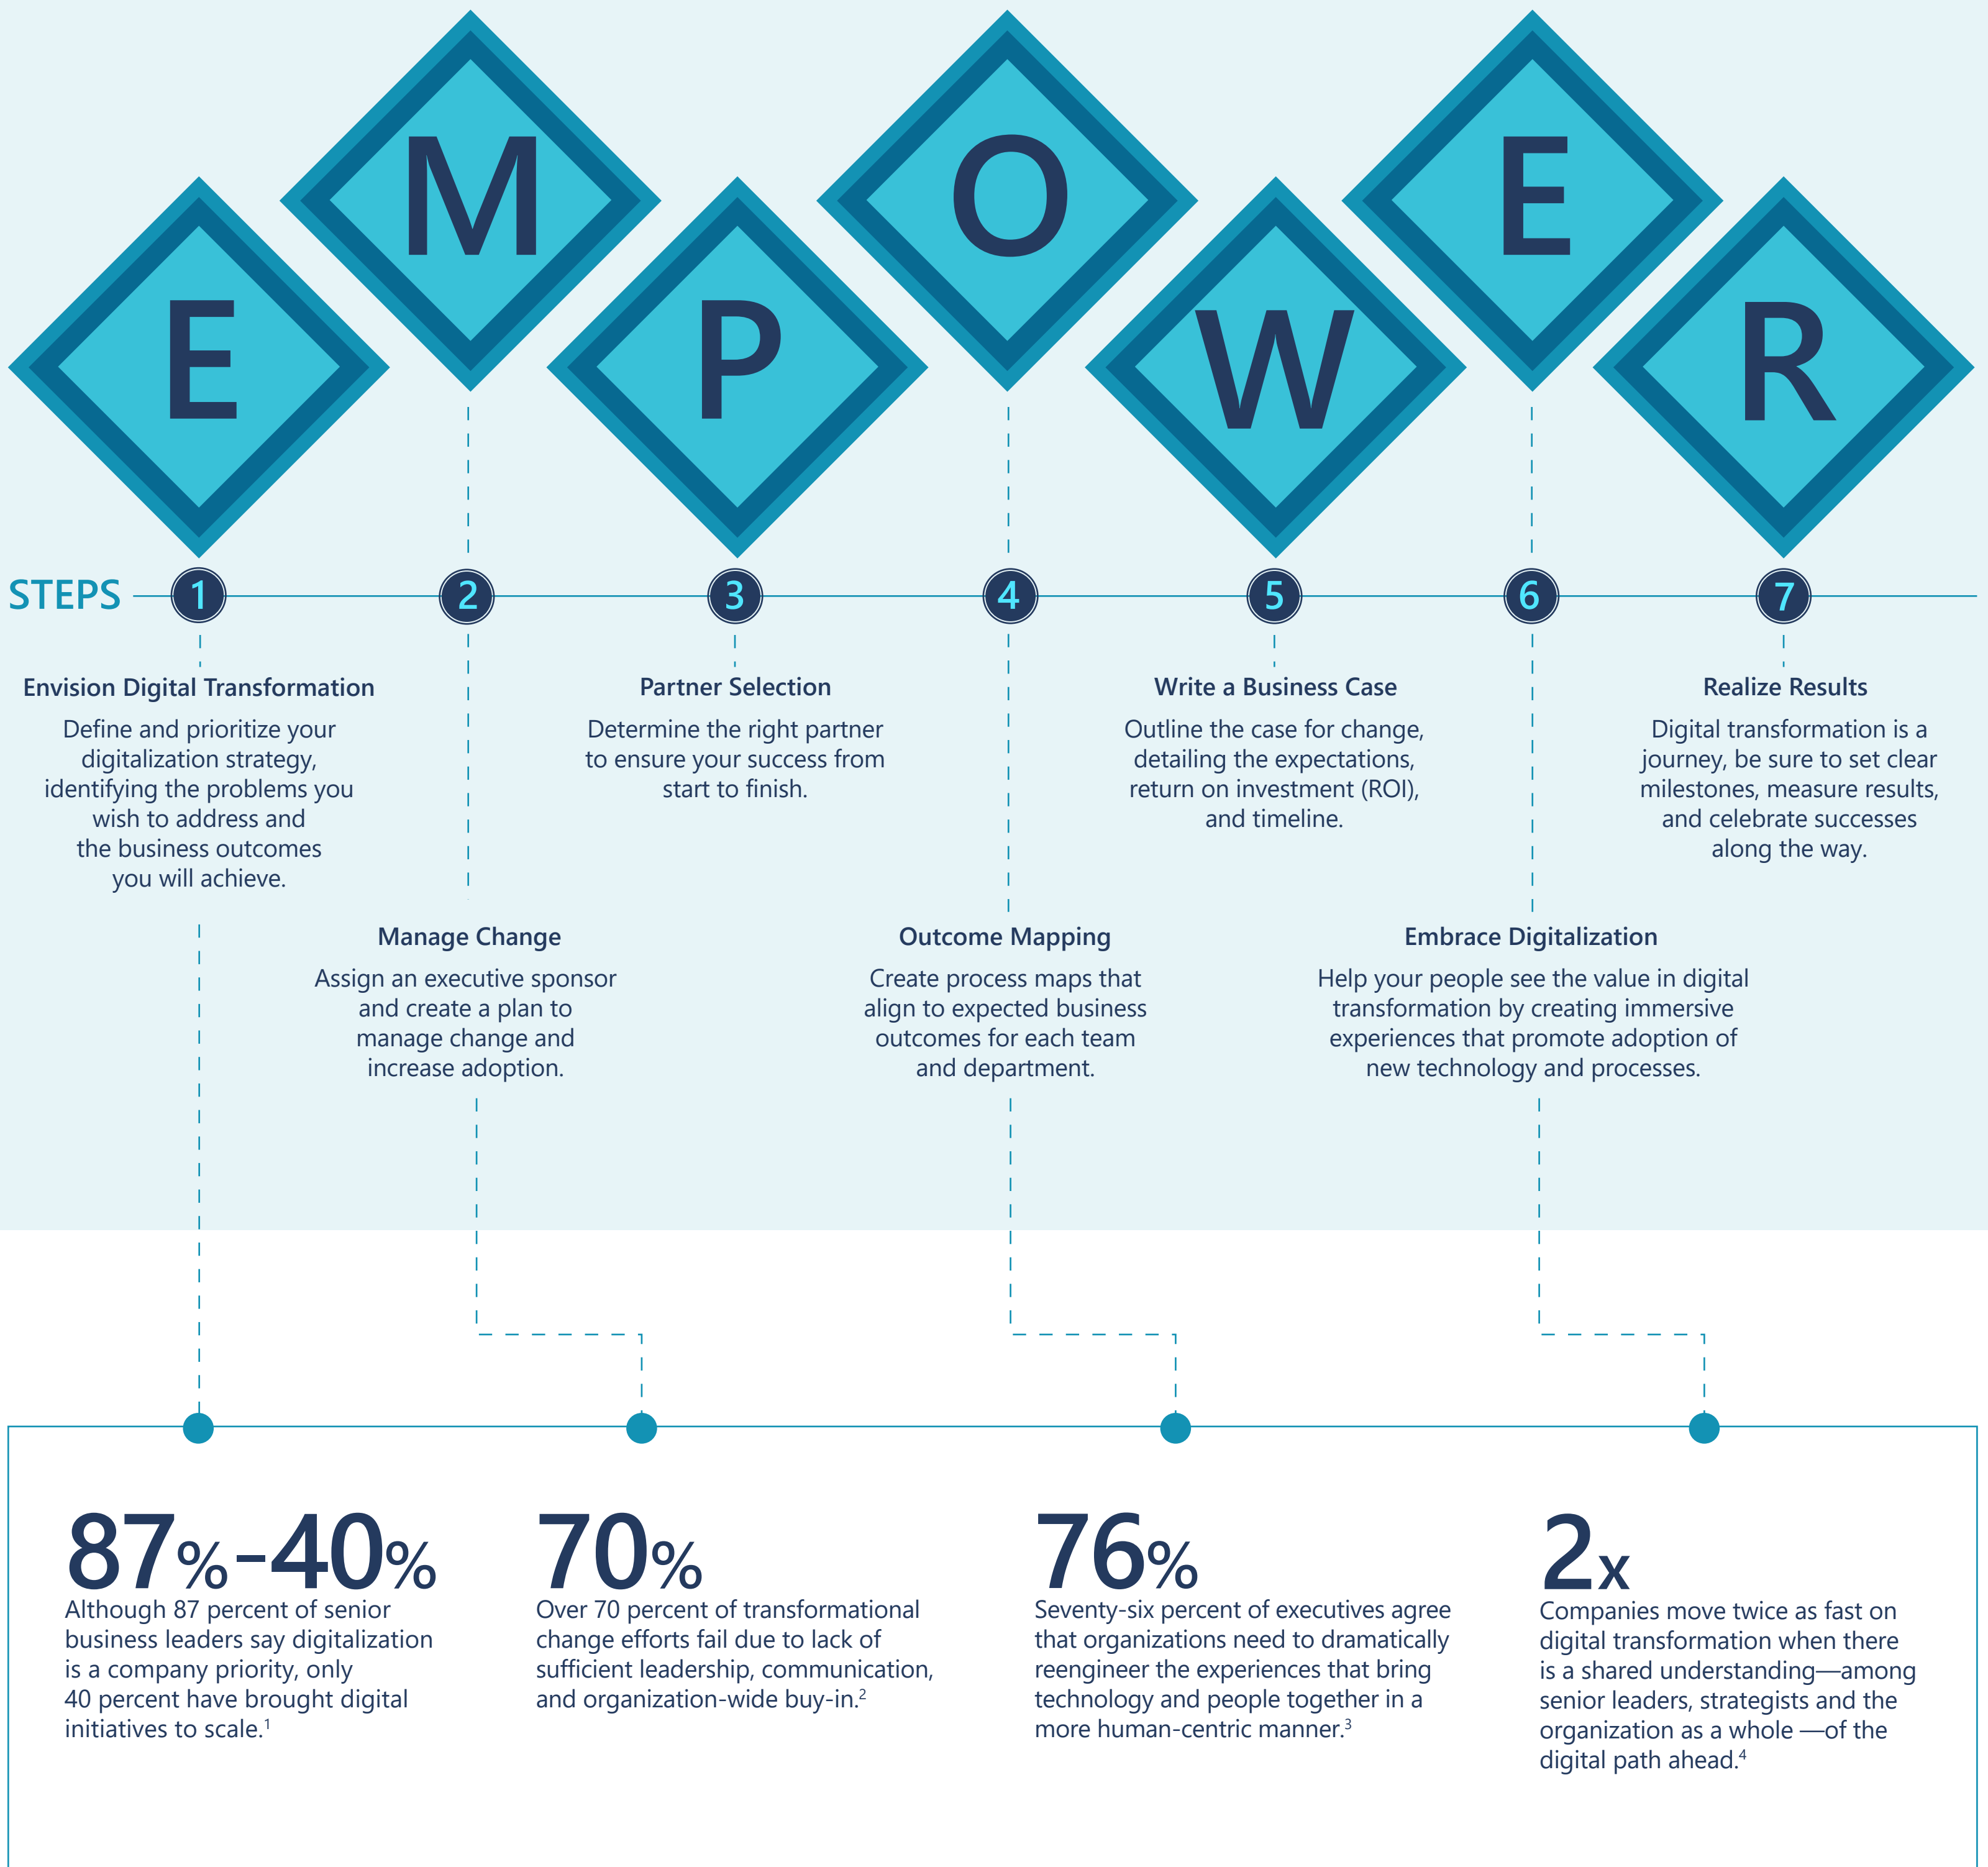 E
M
P
O
W
E
R
STEPS
1
2
3
4
5
6
7
Envision Digital Transformation
Define and prioritize your
digitalization strategy,
identifying the problems you
wish to address and
the business outcomes
you will achieve.
Manage Change
Assign an executive sponsor
and create a plan to
manage change and
increase adoption.
Partner Selection
Determine the right partner
to ensure your success from
start to finish.
Outcome Mapping
Create process maps that
align to expected business
outcomes for each team
and department.
Write a Business Case
Outline the case for change,
detailing the expectations,
return on investment (ROI),
and timeline.
Embrace Digitalization
Help your people see the value in digital
transformation by creating immersive
experiences that promote adoption of
new technology and processes.
Realize Results
Digital transformation is a
journey, be sure to set clear
milestones, measure results,
and celebrate successes
along the way.
87%-40%
Although 87 percent of senior
business leaders say digitalization
is a company priority, only
40 percent have brought digital
initiatives to scale.¹
70%
Over 70 percent of transformational
change efforts fail due to lack of
sufficient leadership, communication,
and organization-wide buy-in.²
76%
Seventy-six percent of executives agree
that organizations need to dramatically
reengineer the experiences that bring
technology and people together in a
more human-centric manner.³
2x
Companies move twice as fast on
digital transformation when there
is a shared understanding—among
senior leaders, strategists and the
organization as a whole —of the
digital path ahead.⁴